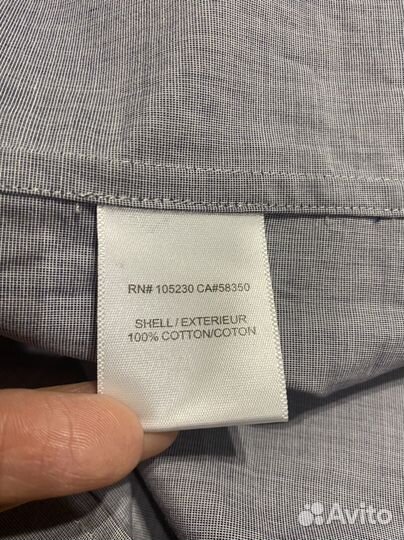 RN# 105230 CA#58350
SHELL / EXTERIEUR
100% COTTON/COTON
Avito